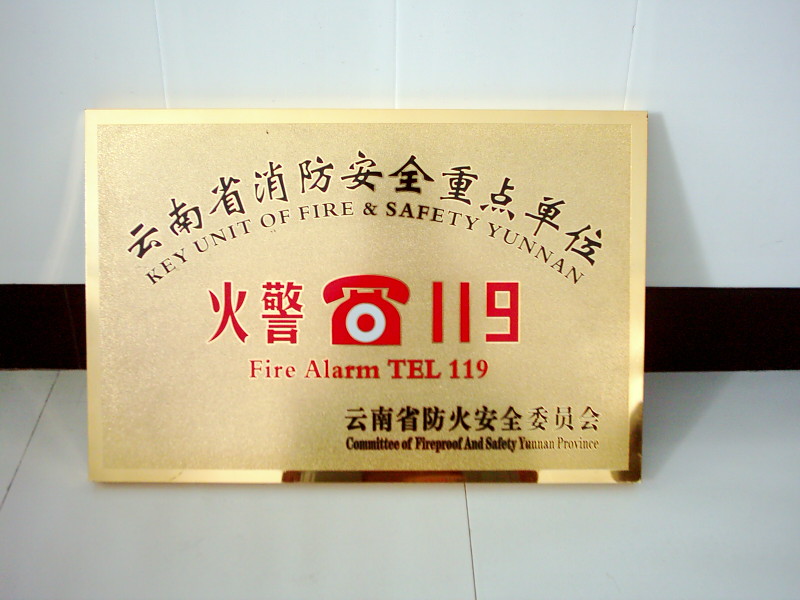 云南省消防安全重点单位
KEY UNIT OF FIRE & SAFETY YUNNAN
火警 119
Fire Alarm TEL 119
云南省防火安全委员会
Committee of Fireproof And Safety Yunnan Province